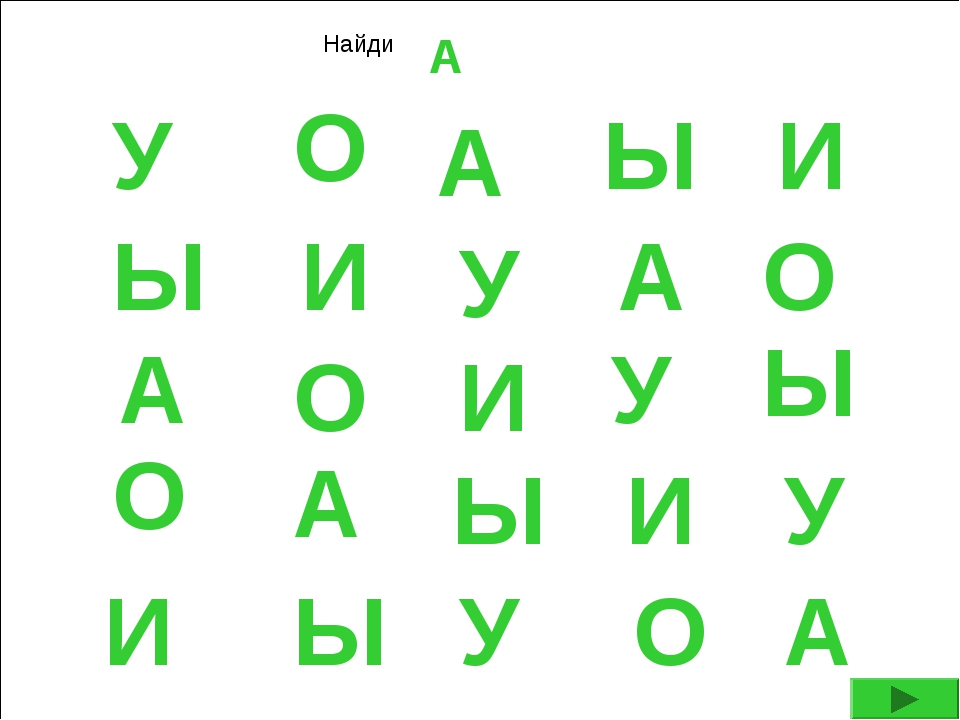 Найди А
У О А Ы И
Ы И У А О
А О И У Ы
О А Ы И У
И Ы У О А